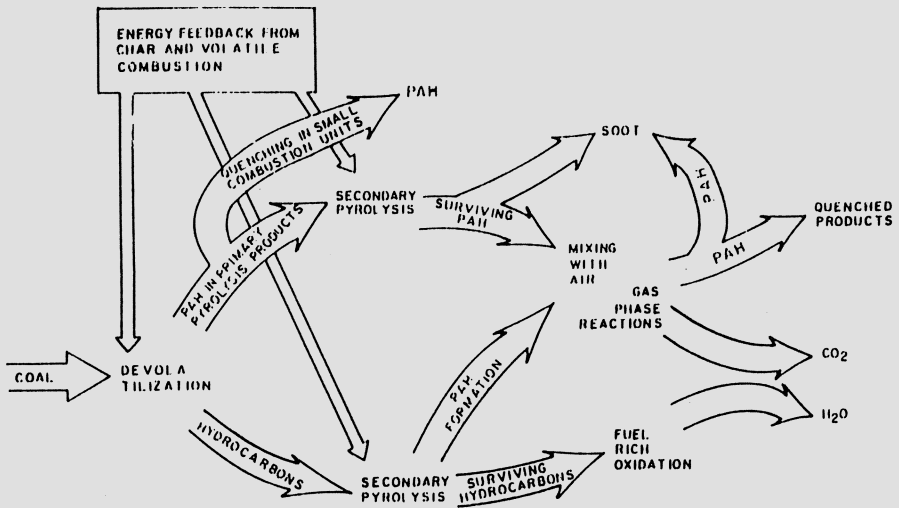 ENERGY FEEDBACK FROM
CHAR AND VOLATILE
COMBUSTION
PAH
QUENCHING IN SMALL
COMBUSTION UNITS
SOOT
PAH
SECONDARY
PYROLYSIS
SURVIVING
PAH
QUENCHED
PRODUCTS
PAH
PAH IN PRIMARY
PYROLYSIS PRODUCTS
MIXING
WITH
AIR
GAS
PHASE
REACTIONS
COAL
DEVOLA
TILIZATION
CO2
H2O
PAH
FORMATION
HYDROCARBONS
FUEL
RICH
OXIDATION
SECONDARY
PYROLYSIS
SURVIVING
HYDROCARBONS